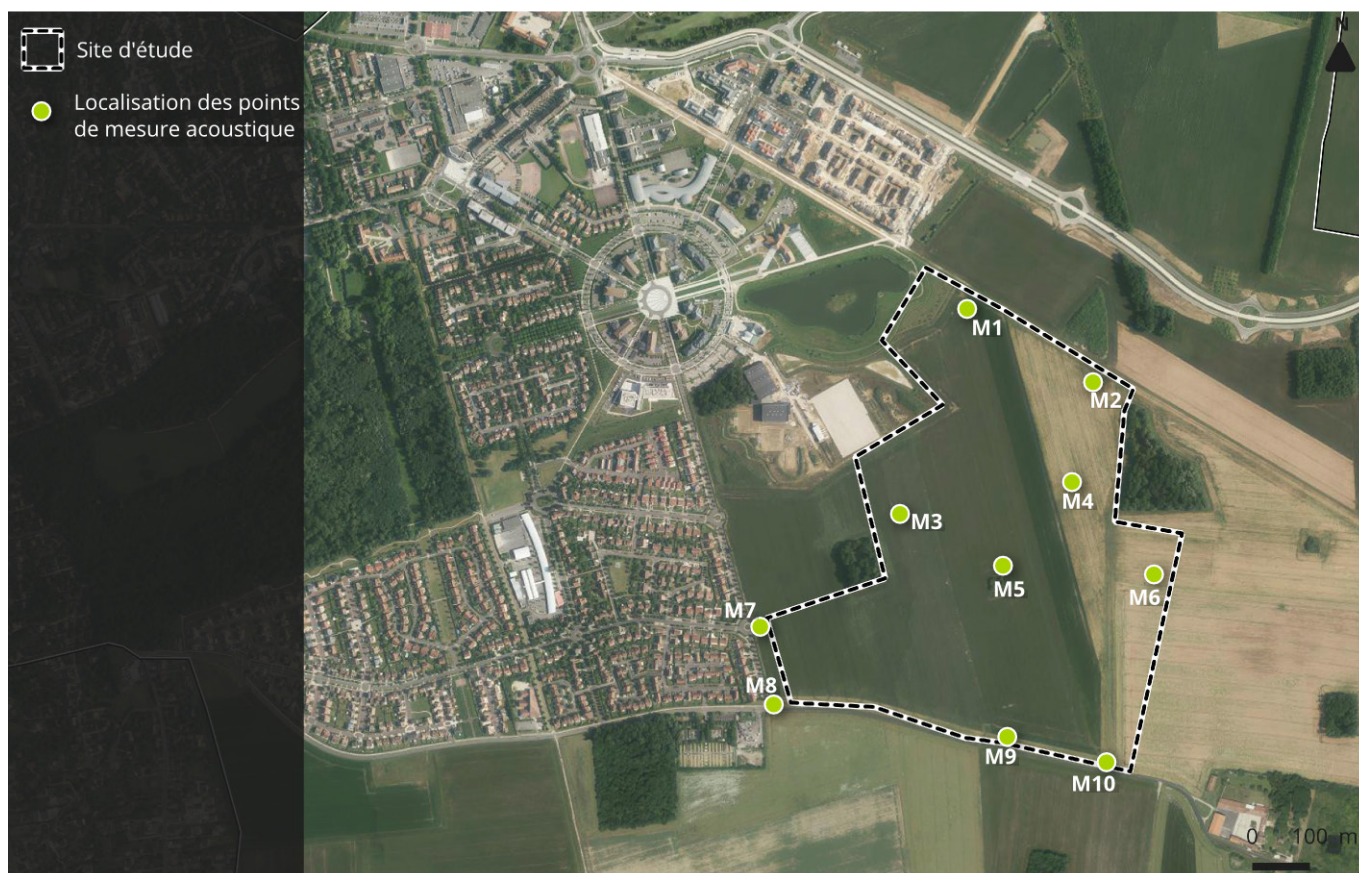 Site d'étude
Localisation des points
de mesure acoustique
N
M1
M2
M4
M3
M5
M6
M7
M8
M9
M10
0 100 m